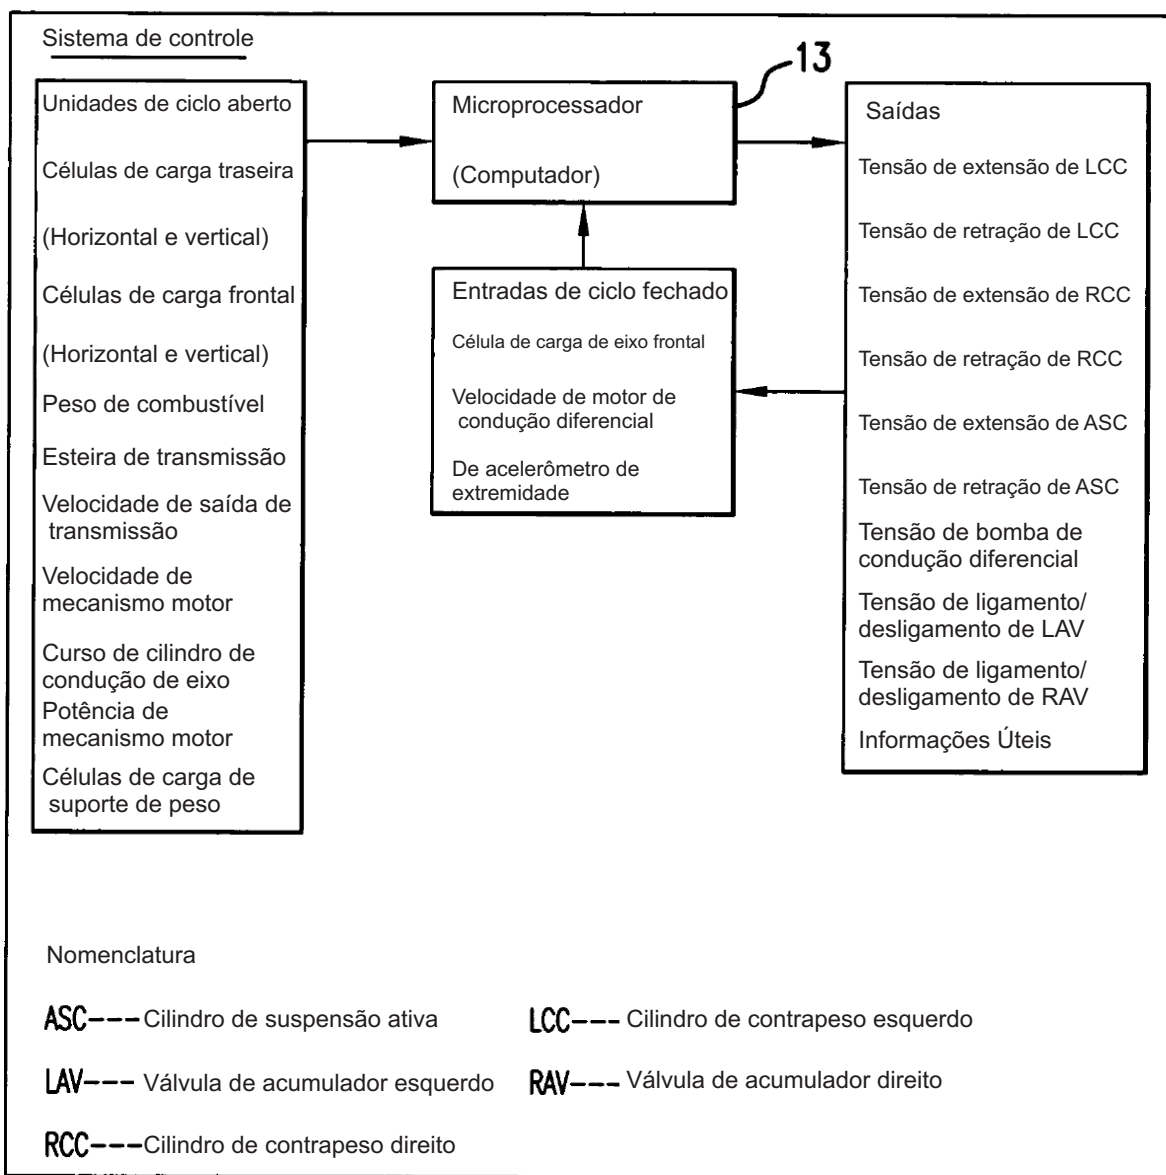 Sistema de controle
13
Unidades de ciclo aberto
Células de carga traseira
(Horizontal e vertical)
Células de carga frontal
(Horizontal e vertical)
Peso de combustível
Esteira de transmissão
Velocidade de saída de
transmissão
Velocidade de
mecanismo motor
Curso de cilindro de
condução de eixo
Potência de
mecanismo motor
Células de carga de
suporte de peso
Microprocessador
(Computador)
Entradas de ciclo fechado
Célula de carga de eixo frontal
Velocidade de motor de
condução diferencial
De acelerômetro de
extremidade
Saídas
Tensão de extensão de LCC
Tensão de retração de LCC
Tensão de extensão de RCC
Tensão de retração de RCC
Tensão de extensão de ASC
Tensão de retração de ASC
Tensão de bomba de
condução diferencial
Tensão de ligamento/
desligamento de LAV
Tensão de ligamento/
desligamento de RAV
Informações Úteis
Nomenclatura
ASC---Cilindro de suspensão ativa
LCC--- Cilindro de contrapeso esquerdo
LAV--- Válvula de acumulador esquerdo
RAV--- Válvula de acumulador direito
RCC---Cilindro de contrapeso direito